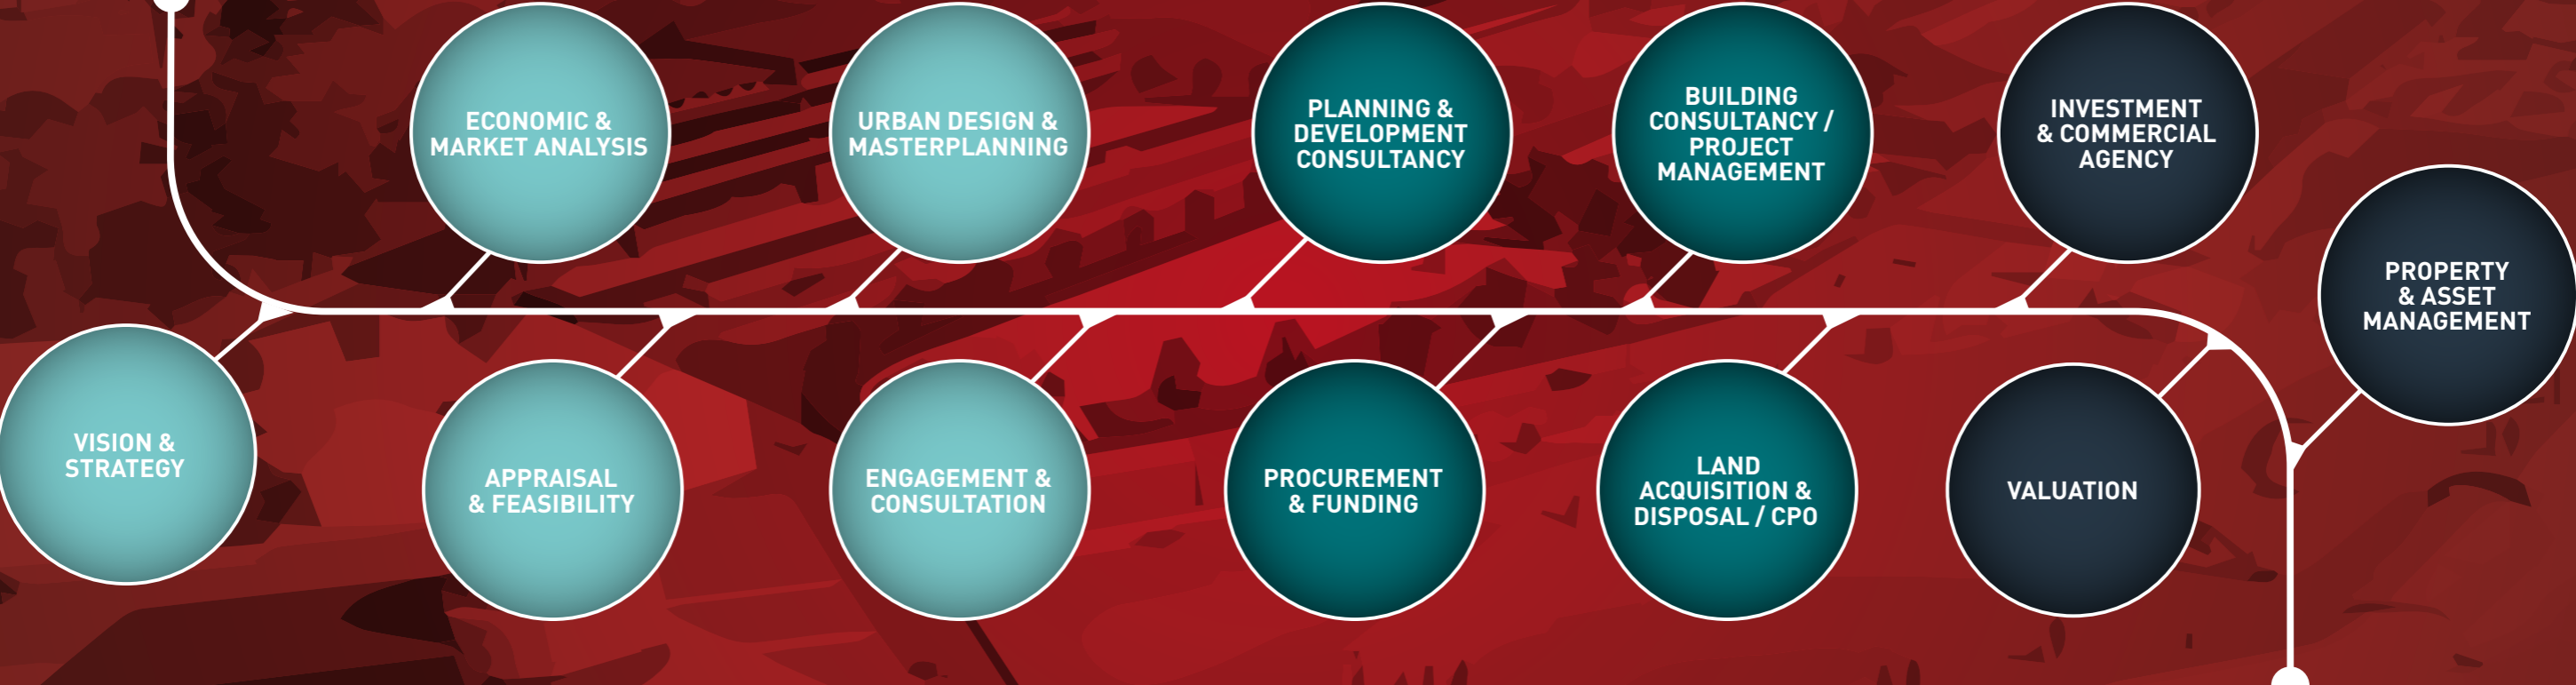 ECONOMIC &
MARKET ANALYSIS
URBAN DESIGN &
MASTERPLANNING
PLANNING &
DEVELOPMENT
CONSULTANCY
BUILDING
CONSULTANCY /
PROJECT
MANAGEMENT
INVESTMENT
& COMMERCIAL
AGENCY
PROPERTY
& ASSET
MANAGEMENT
VISION &
STRATEGY
APPRAISAL
& FEASIBILITY
ENGAGEMENT &
CONSULTATION
PROCUREMENT
& FUNDING
LAND
ACQUISITION &
DISPOSAL / CPO
VALUATION